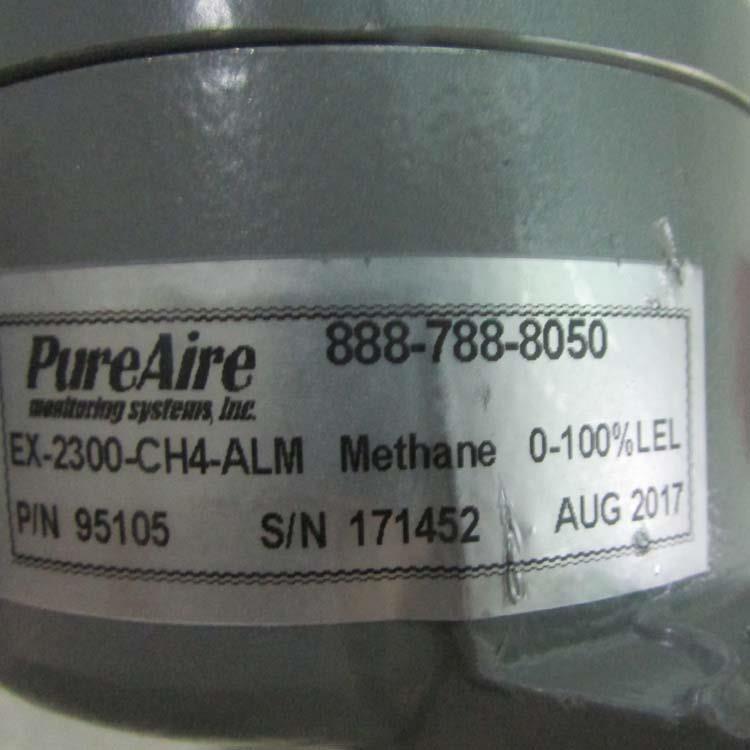 PureAire 888-788-8050
monitoring systems, Inc.
EX-2300-CH4-ALM Methane 0-100%LEL
P/N 95105 S/N 171452 AUG 2017